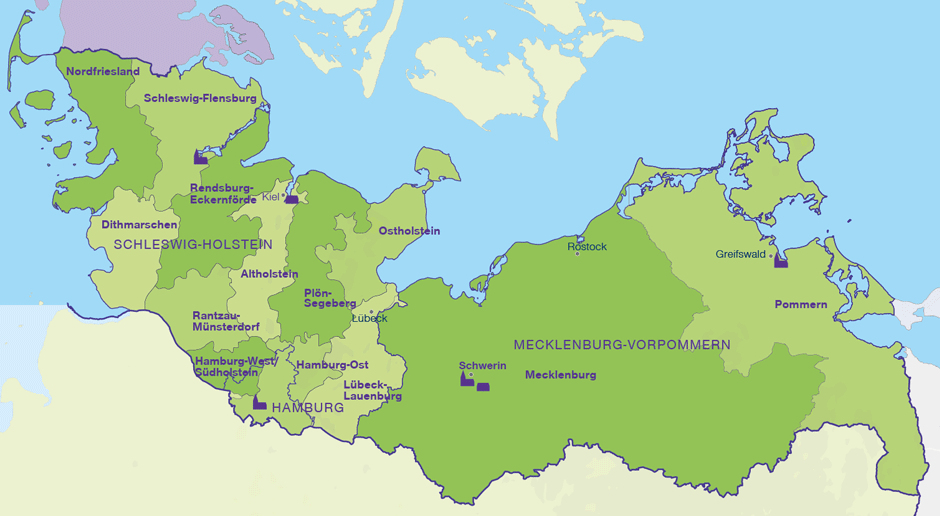 Nordfriesland
Schleswig-Flensburg
Rendsburg-
Eckernförde
Kiel
Dithmarschen
SCHLESWIG-HOLSTEIN
Ostholstein
Altholstein
Plön-
Segeberg
Lübeck
Rantzau-
Münsterdorf
Hamburg-West/
Südholstein
Hamburg-Ost
Lübeck-
Lauenburg
HAMBURG
Rostock
Greifswald
Pommern
MECKLENBURG-VORPOMMERN
Schwerin
Mecklenburg